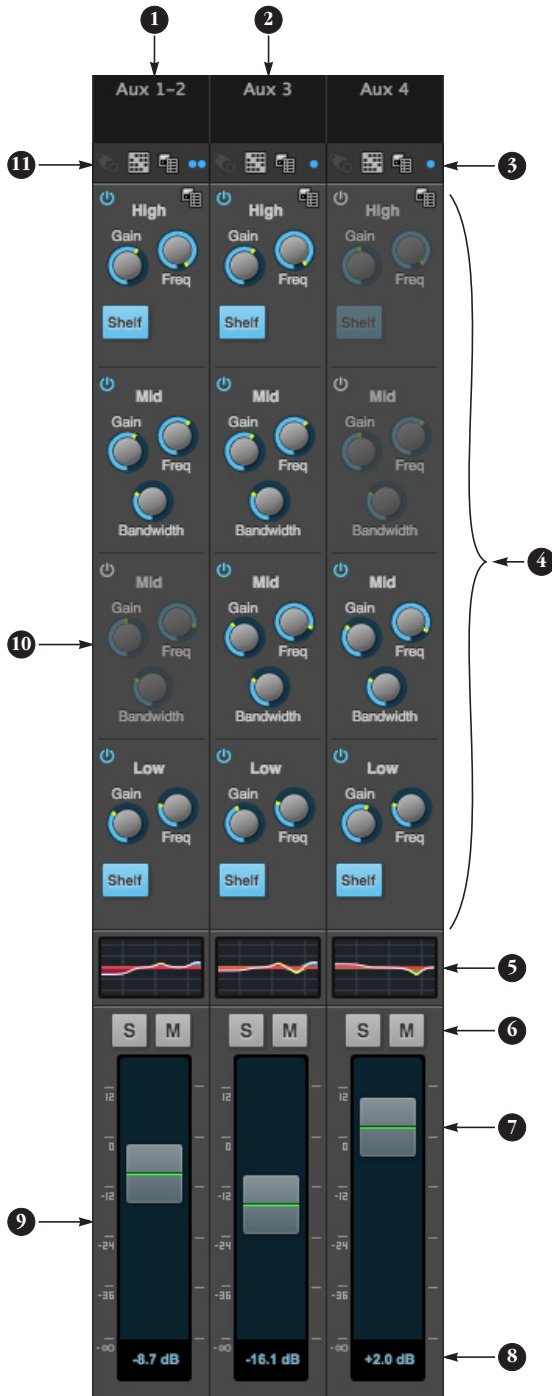 1 2
Aux 1-2 Aux 3 Aux 4
11 3
High High High
Gain Gain Gain
Freq Freq Freq
Shelf Shelf Shelf
Mid Mid Mid
Gain Gain Gain
Freq Freq Freq
Bandwidth Bandwidth Bandwidth
4
Mid Mid Mid
Gain Gain Gain
10
Freq Freq Freq
Bandwidth Bandwidth Bandwidth
Low Low Low
Gain Gain Gain
Freq Freq Freq
Shelf Shelf Shelf
5
S M S M S M 6
12 12 12
7
0 0 0
-12 -12 -12
9
-24 -24 -24
-36 -36 -36
-∞ -8.7 dB -∞ -16.1 dB -∞ +2.0 dB 8